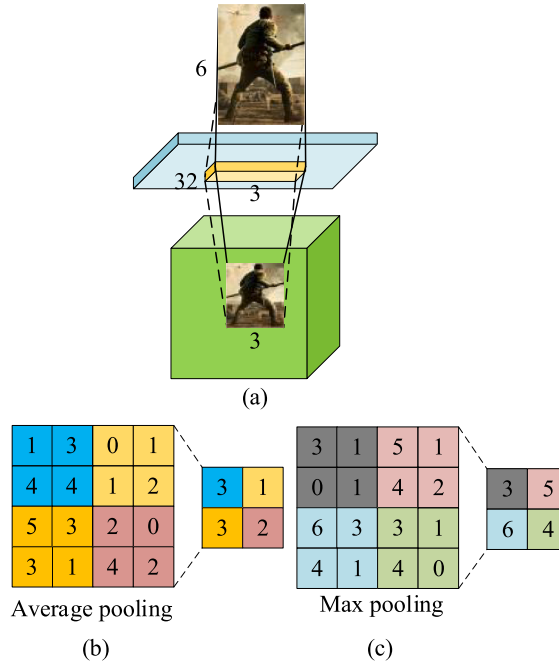 6
32
3
3
(a)
1 3 0 1
4 4 1 2
5 3 2 0
3 1 4 2
3 1
3 2
Average pooling
(b)
3 1 5 1
0 1 4 2
6 3 3 1
4 1 4 0
3 5
6 4
Max pooling
(c)